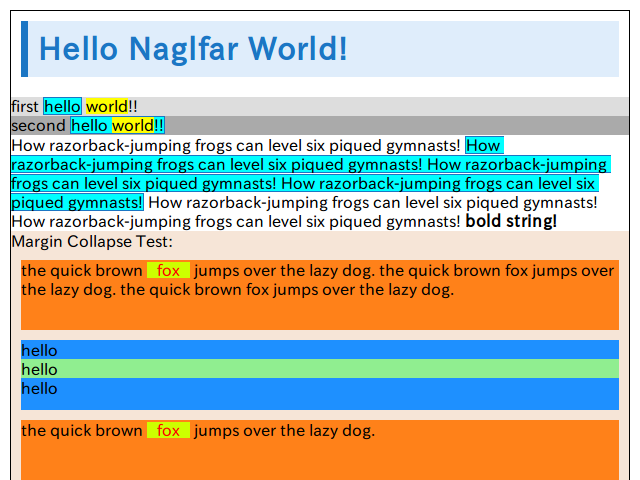 Hello Naglfar World!
first hello world!!
second hello world!!
How razorback-jumping frogs can level six piqued gymnasts! How
razorback-jumping frogs can level six piqued gymnasts! How razorback-jumping
frogs can level six piqued gymnasts! How razorback-jumping frogs can level six
piqued gymnasts! How razorback-jumping frogs can level six piqued gymnasts!
How razorback-jumping frogs can level six piqued gymnasts! bold string!
Margin Collapse Test:
the quick brown fox jumps over the lazy dog. the quick brown fox jumps over
the lazy dog. the quick brown fox jumps over the lazy dog.
hello
hello
hello
the quick brown fox jumps over the lazy dog.